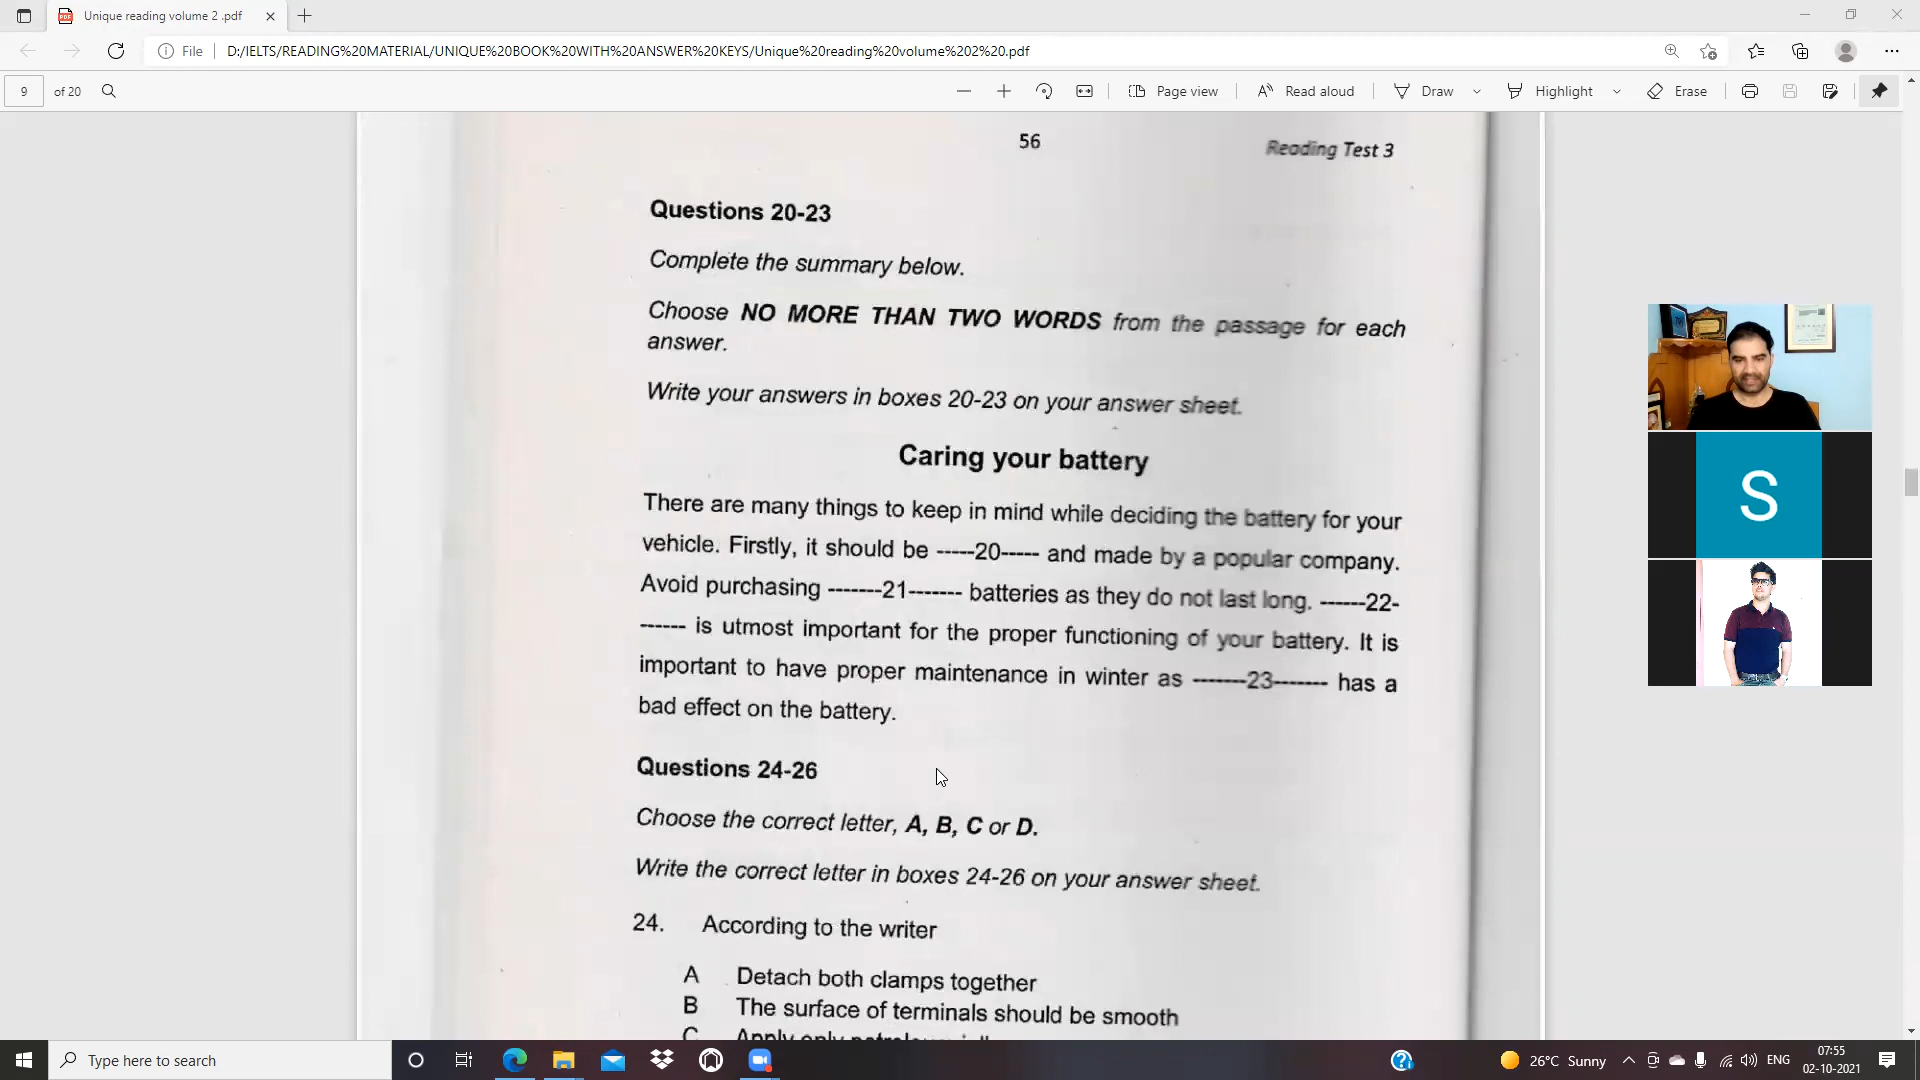 Unique reading volume 2 .pdf
File
D:/IELTS/READING%20MATERIAL/UNIQUE%20BOOK%20WITH%20ANSWER%20KEYS/Unique%20reading%20volume%202%20.pdf
9 of 20
Page view
Read aloud
Draw
Highlight
Erase
56
Reading Test 3
Questions 20-23
Complete the summary below.
Choose NO MORE THAN TWO WORDS from the passage for each
answer.
Write your answers in boxes 20-23 on your answer sheet.
Caring your battery
There are many things to keep in mind while deciding the battery for your
vehicle. Firstly, it should be -----20----- and made by a popular company.
Avoid purchasing -------21------- batteries as they do not last long. ------22-
------ is utmost important for the proper functioning of your battery. It is
important to have proper maintenance in winter as -------23------- has a
bad effect on the battery.
Questions 24-26
Choose the correct letter, A, B, C or D.
Write the correct letter in boxes 24-26 on your answer sheet.
24. According to the writer
A Detach both clamps together
B The surface of terminals should be smooth
C Apply only
S
Type here to search
26°C Sunny
ENG
07:55
02-10-2021